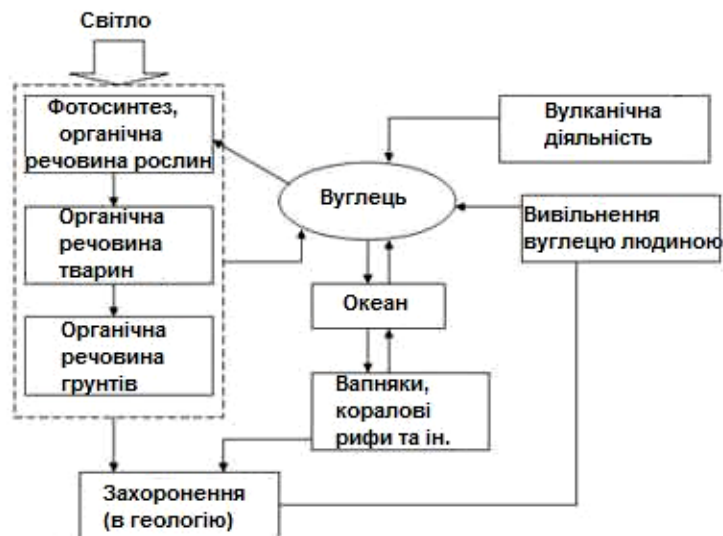 Світло
Фотосинтез,
органічна
речовина рослин
Вулканічна
діяльність
Вуглець
Органічна
речовина
тварин
Вивільнення
вуглецю людиною
Океан
Органічна
речовина
грунтів
Вапняки,
коралові
рифи та ін.
Захоронення
(в геологію)